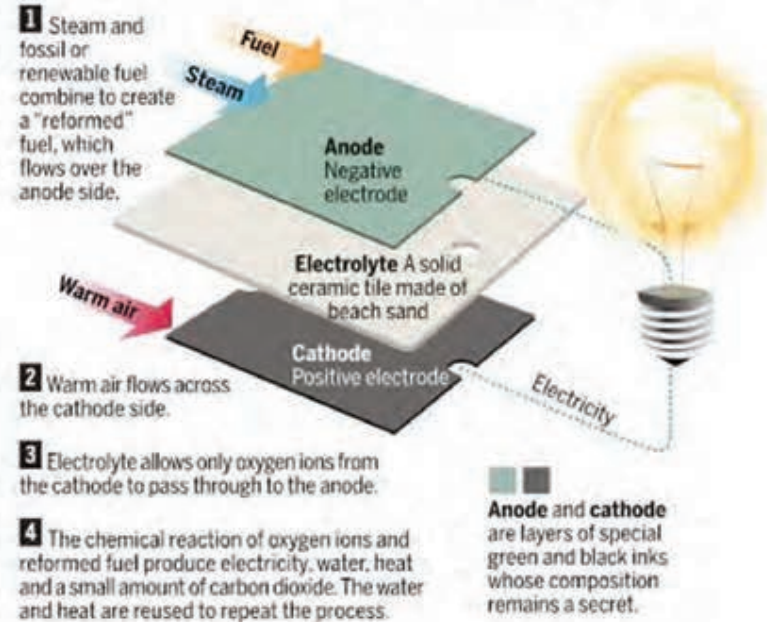 1 Steam and
fossil or
renewable fuel
combine to create
a "reformed"
fuel, which
flows over the
anode side.
Fuel
Steam
Anode
Negative
electrode
Electrolyte A solid
ceramic tile made of
beach sand
Warm air
Cathode
Positive electrode
Electricity
2 Warm air flows across
the cathode side.
3 Electrolyte allows only oxygen ions from
the cathode to pass through to the anode.
4 The chemical reaction of oxygen ions and
reformed fuel produce electricity, water, heat
and a small amount of carbon dioxide. The water
and heat are reused to repeat the process.
Anode and cathode
are layers of special
green and black inks
whose composition
remains a secret.